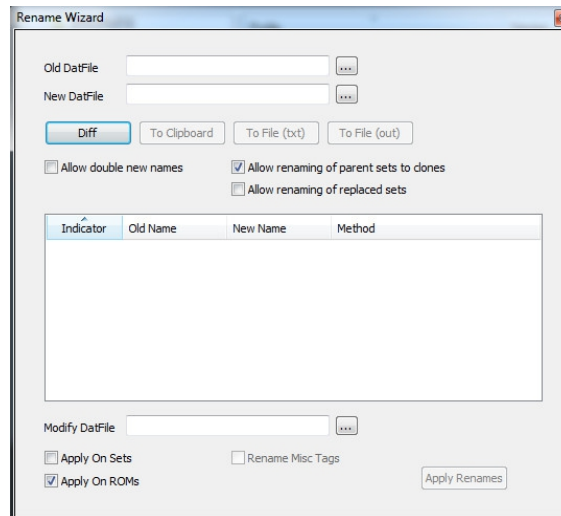 Rename Wizard
Old DatFile ...
New DatFile ...
Diff To Clipboard To File (txt) To File (out)
Allow double new names Allow renaming of parent sets to clones
Allow renaming of replaced sets
Indicator Old Name New Name Method
Modify DatFile ...
Apply On Sets Rename Misc Tags
Apply On ROMs Apply Renames